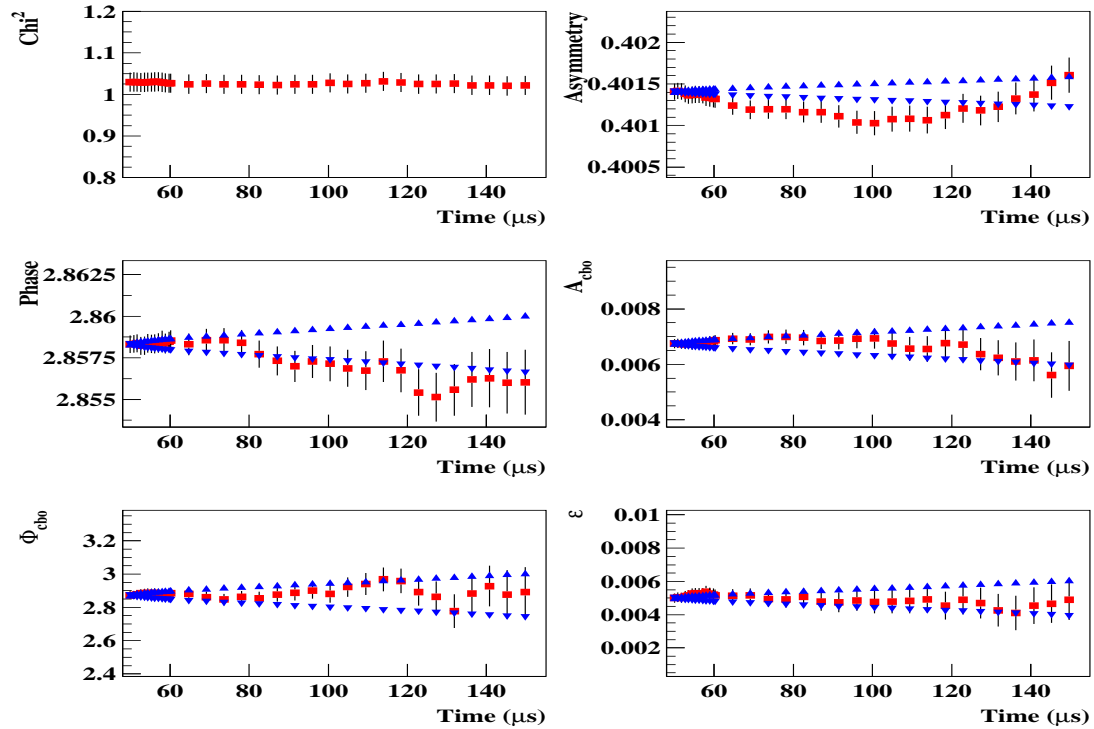 Chi²
1.2
1.1
1
0.9
0.8
60 80 100 120 140
Time (μs)
Asymmetry
0.402
0.4015
0.401
0.4005
60 80 100 120 140
Time (μs)
Phase
2.8625
2.86
2.8575
2.855
60 80 100 120 140
Time (μs)
A_cbo
0.008
0.006
0.004
60 80 100 120 140
Time (μs)
Φ_cbo
3.2
3
2.8
2.6
2.4
60 80 100 120 140
Time (μs)
ε
0.01
0.008
0.006
0.004
0.002
60 80 100 120 140
Time (μs)